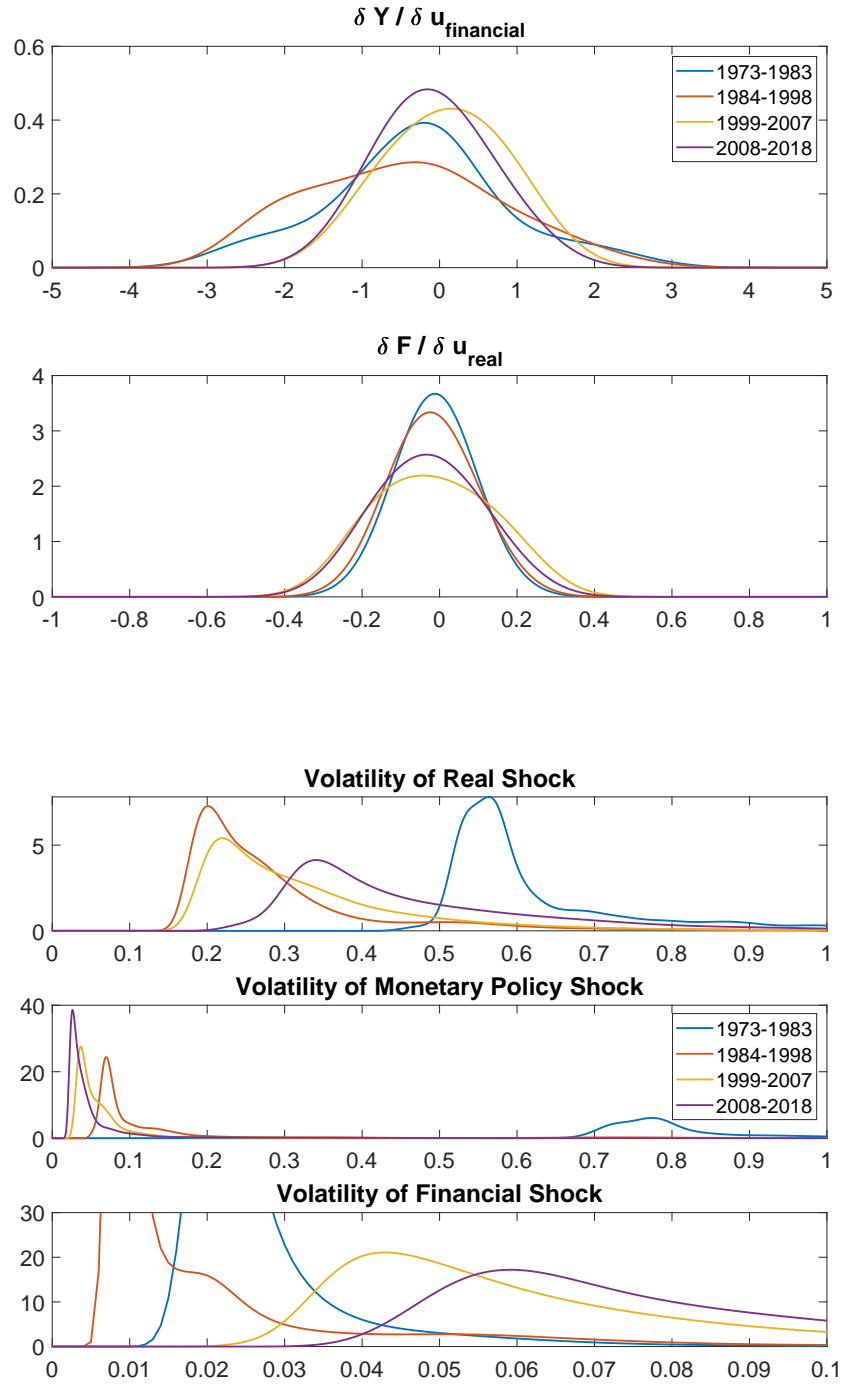 δ Y / δ u_financial
0.6
0.4
0.2
0
1973-1983
1984-1998
1999-2007
2008-2018
-5 -4 -3 -2 -1 0 1 2 3 4 5
δ F / δ u_real
4
3
2
1
0
-1 -0.8 -0.6 -0.4 -0.2 0 0.2 0.4 0.6 0.8 1
Volatility of Real Shock
5
0
0 0.1 0.2 0.3 0.4 0.5 0.6 0.7 0.8 0.9 1
Volatility of Monetary Policy Shock
40
20
0
1973-1983
1984-1998
1999-2007
2008-2018
0 0.1 0.2 0.3 0.4 0.5 0.6 0.7 0.8 0.9 1
Volatility of Financial Shock
30
20
10
0
0 0.01 0.02 0.03 0.04 0.05 0.06 0.07 0.08 0.09 0.1